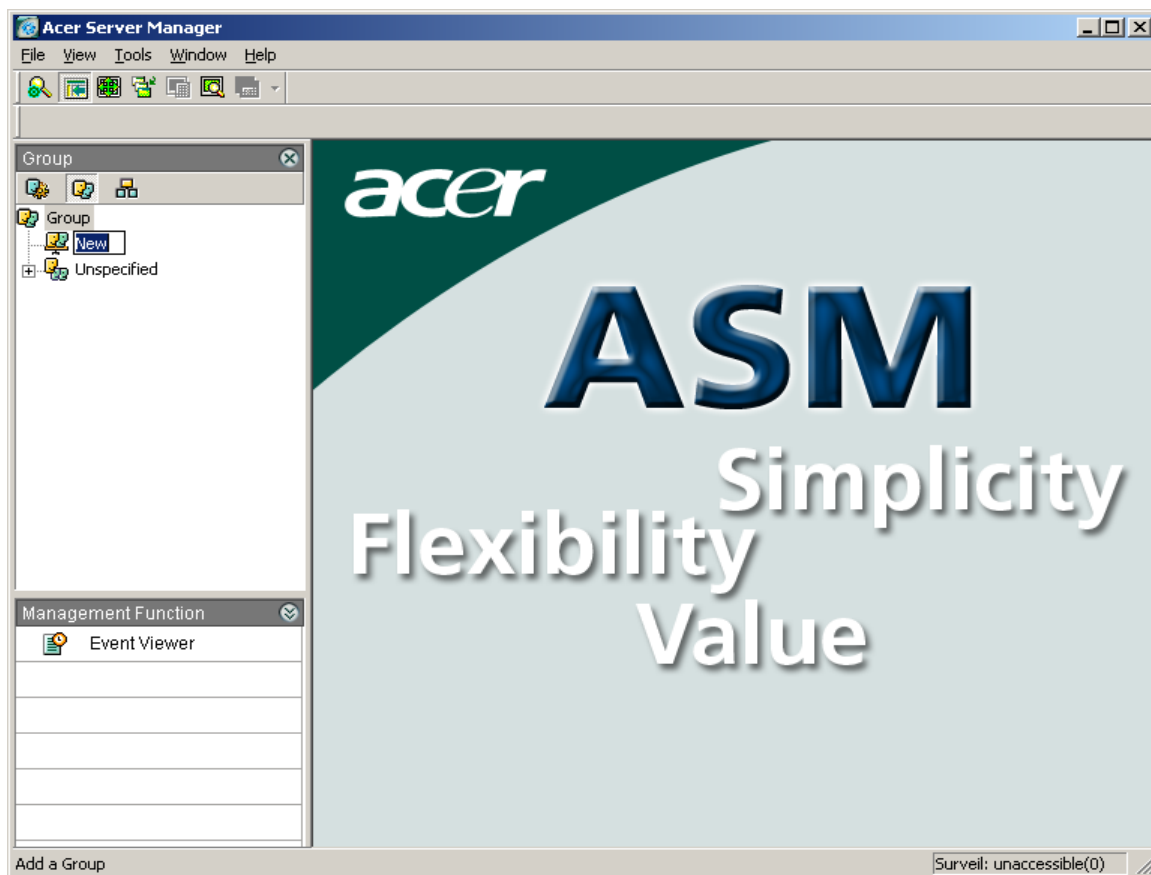 Acer Server Manager
File View Tools Window Help
Group
Group
New
Unspecified
Management Function
Event Viewer
acer
ASM
Simplicity
Flexibility
Value
Add a Group
Surveil: unaccessible(0)